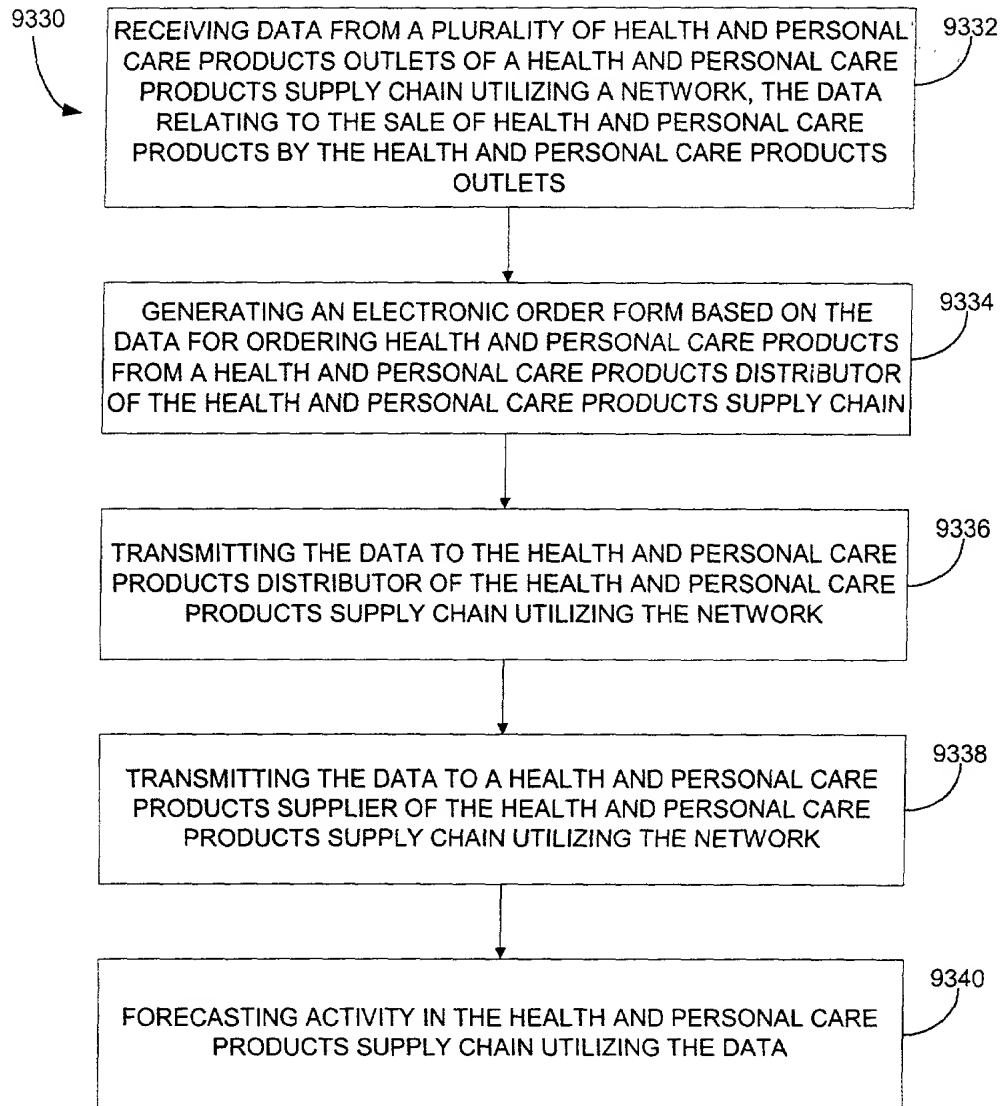 9330
RECEIVING DATA FROM A PLURALITY OF HEALTH AND PERSONAL
CARE PRODUCTS OUTLETS OF A HEALTH AND PERSONAL CARE
PRODUCTS SUPPLY CHAIN UTILIZING A NETWORK, THE DATA
RELATING TO THE SALE OF HEALTH AND PERSONAL CARE
PRODUCTS BY THE HEALTH AND PERSONAL CARE PRODUCTS
OUTLETS
9332
GENERATING AN ELECTRONIC ORDER FORM BASED ON THE
DATA FOR ORDERING HEALTH AND PERSONAL CARE PRODUCTS
FROM A HEALTH AND PERSONAL CARE PRODUCTS DISTRIBUTOR
OF THE HEALTH AND PERSONAL CARE PRODUCTS SUPPLY CHAIN
9334
TRANSMITTING THE DATA TO THE HEALTH AND PERSONAL CARE
PRODUCTS DISTRIBUTOR OF THE HEALTH AND PERSONAL CARE
PRODUCTS SUPPLY CHAIN UTILIZING THE NETWORK
9336
TRANSMITTING THE DATA TO A HEALTH AND PERSONAL CARE
PRODUCTS SUPPLIER OF THE HEALTH AND PERSONAL CARE
PRODUCTS SUPPLY CHAIN UTILIZING THE NETWORK
9338
FORECASTING ACTIVITY IN THE HEALTH AND PERSONAL CARE
PRODUCTS SUPPLY CHAIN UTILIZING THE DATA
9340